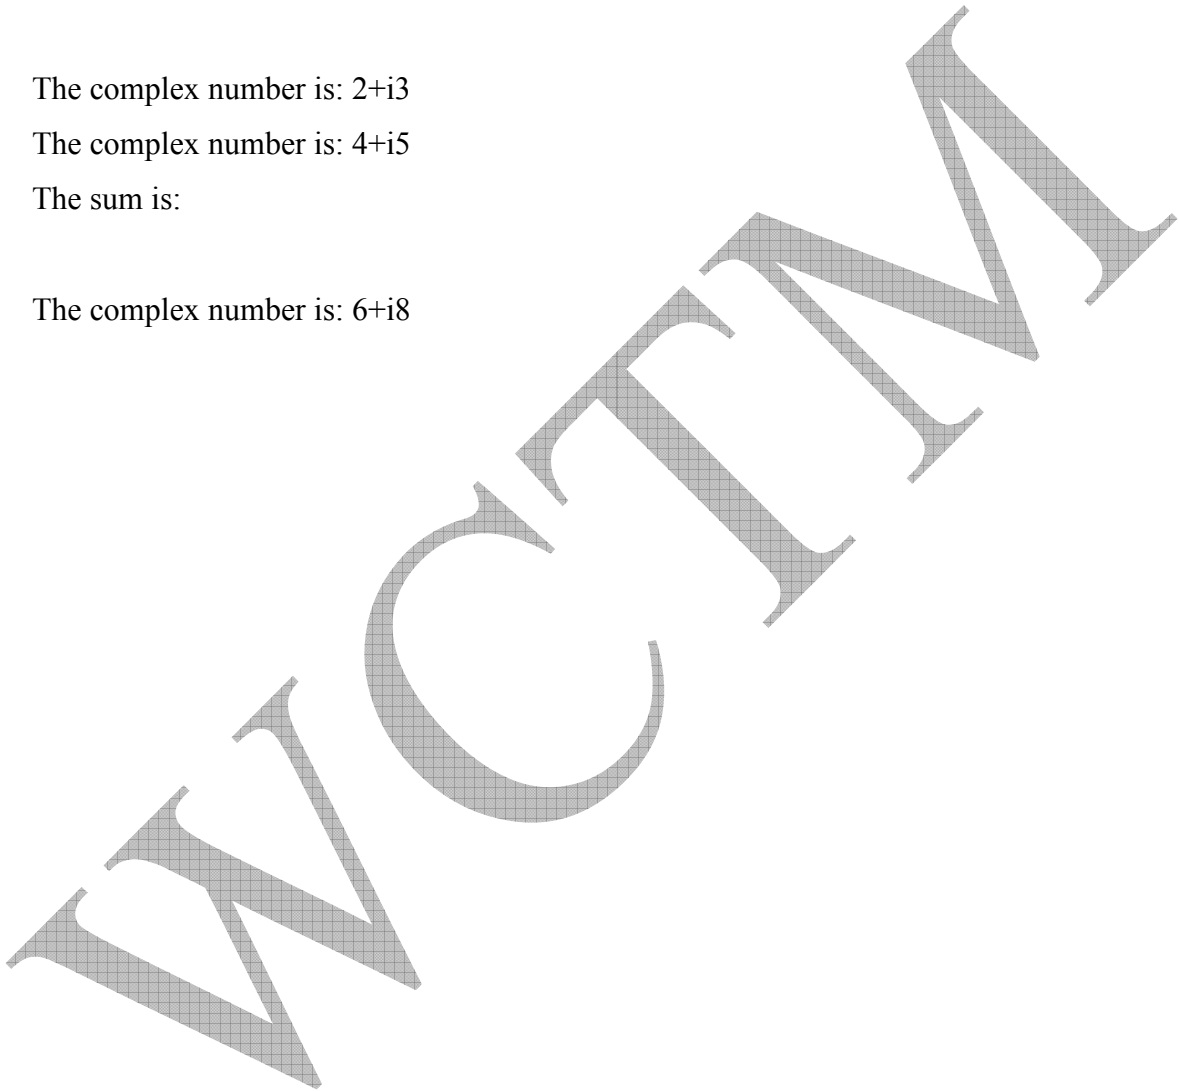 The complex number is: 2+i3
The complex number is: 4+i5
The sum is:
The complex number is: 6+i8
WCTM